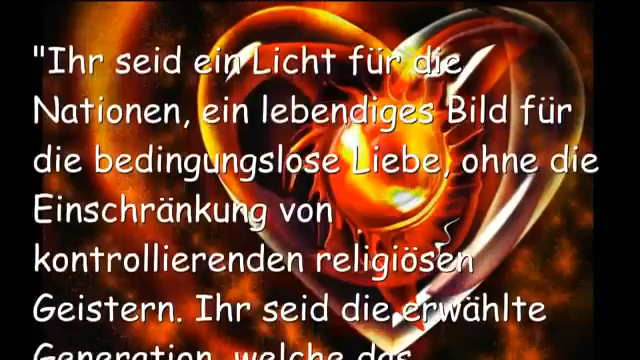 "Ihr seid ein Licht für die
Nationen, ein lebendiges Bild für
die bedingungslose Liebe, ohne die
Einschränkung von
kontrollierenden religiösen
Geistern. Ihr seid die erwählte
Generation, welche das